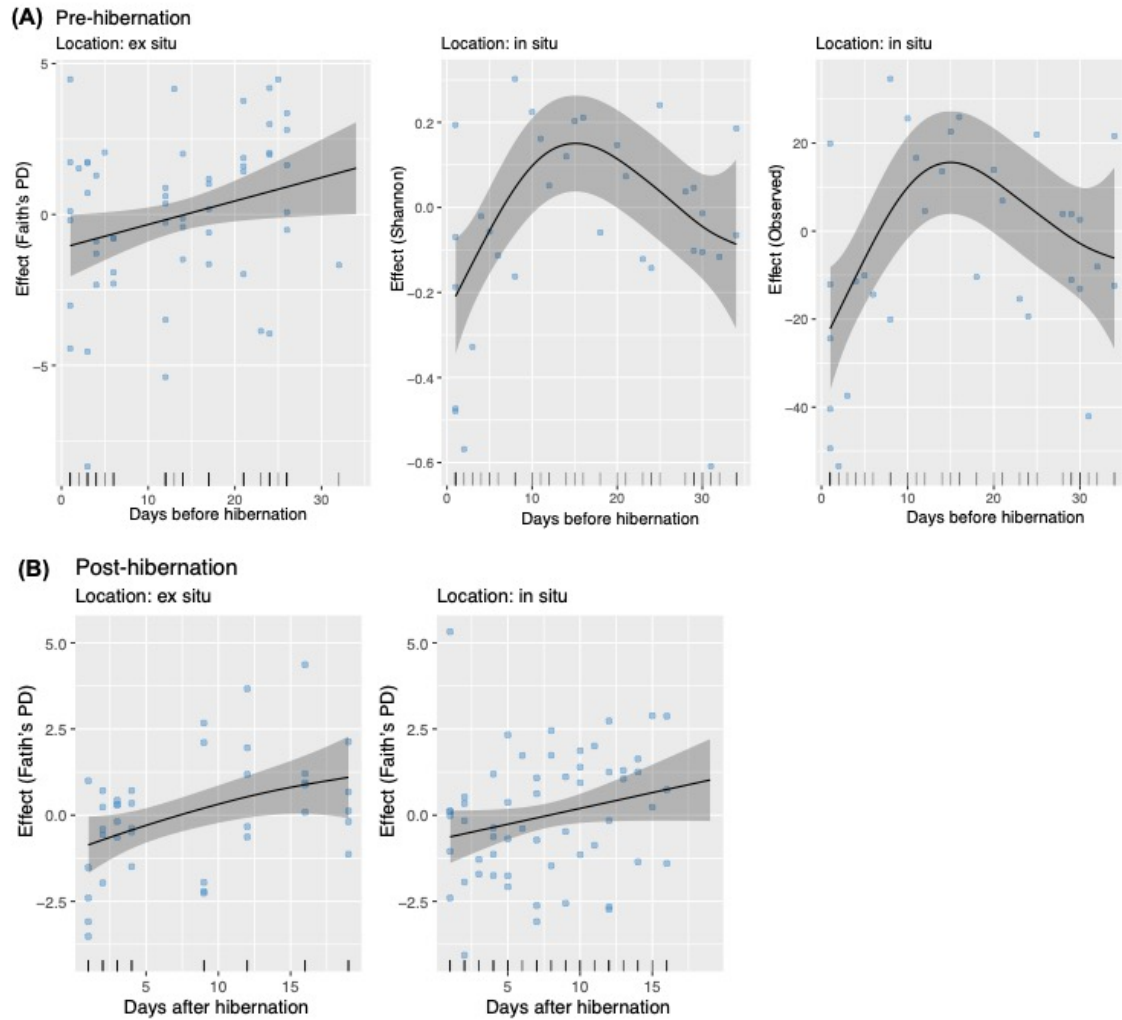 (A) Pre-hibernation
Location: ex situ
5
0
−5
Effect (Faith's PD)
0 10 20 30
Days before hibernation
Location: in situ
0.2
0.0
−0.2
−0.4
−0.6
Effect (Shannon)
0 10 20 30
Days before hibernation
Location: in situ
20
0
−20
−40
Effect (Observed)
0 10 20 30
Days before hibernation
(B) Post-hibernation
Location: ex situ
5.0
2.5
0.0
−2.5
Effect (Fatih's PD)
5 10 15
Days after hibernation
Location: in situ
5.0
2.5
0.0
−2.5
Effect (Faith's PD)
5 10 15
Days after hibernation